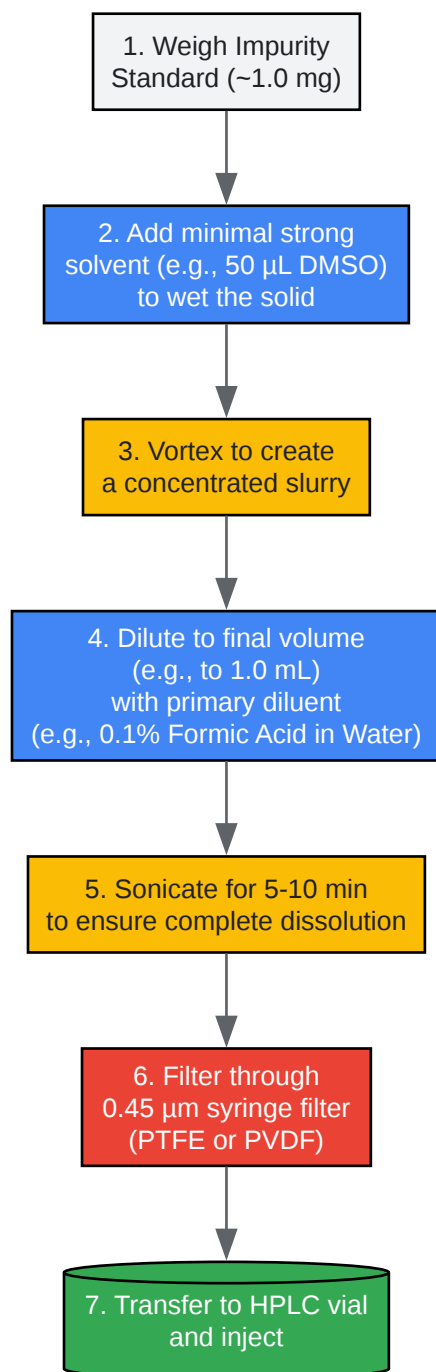 1. Weigh Impurity
Standard (~1.0 mg)
2. Add minimal strong
solvent (e.g., 50 µL DMSO)
to wet the solid
3. Vortex to create
a concentrated slurry
4. Dilute to final volume
(e.g., to 1.0 mL)
with primary diluent
(e.g., 0.1% Formic Acid in Water)
5. Sonicate for 5-10 min
to ensure complete dissolution
6. Filter through
0.45 µm syringe filter
(PTFE or PVDF)
7. Transfer to HPLC vial
and inject